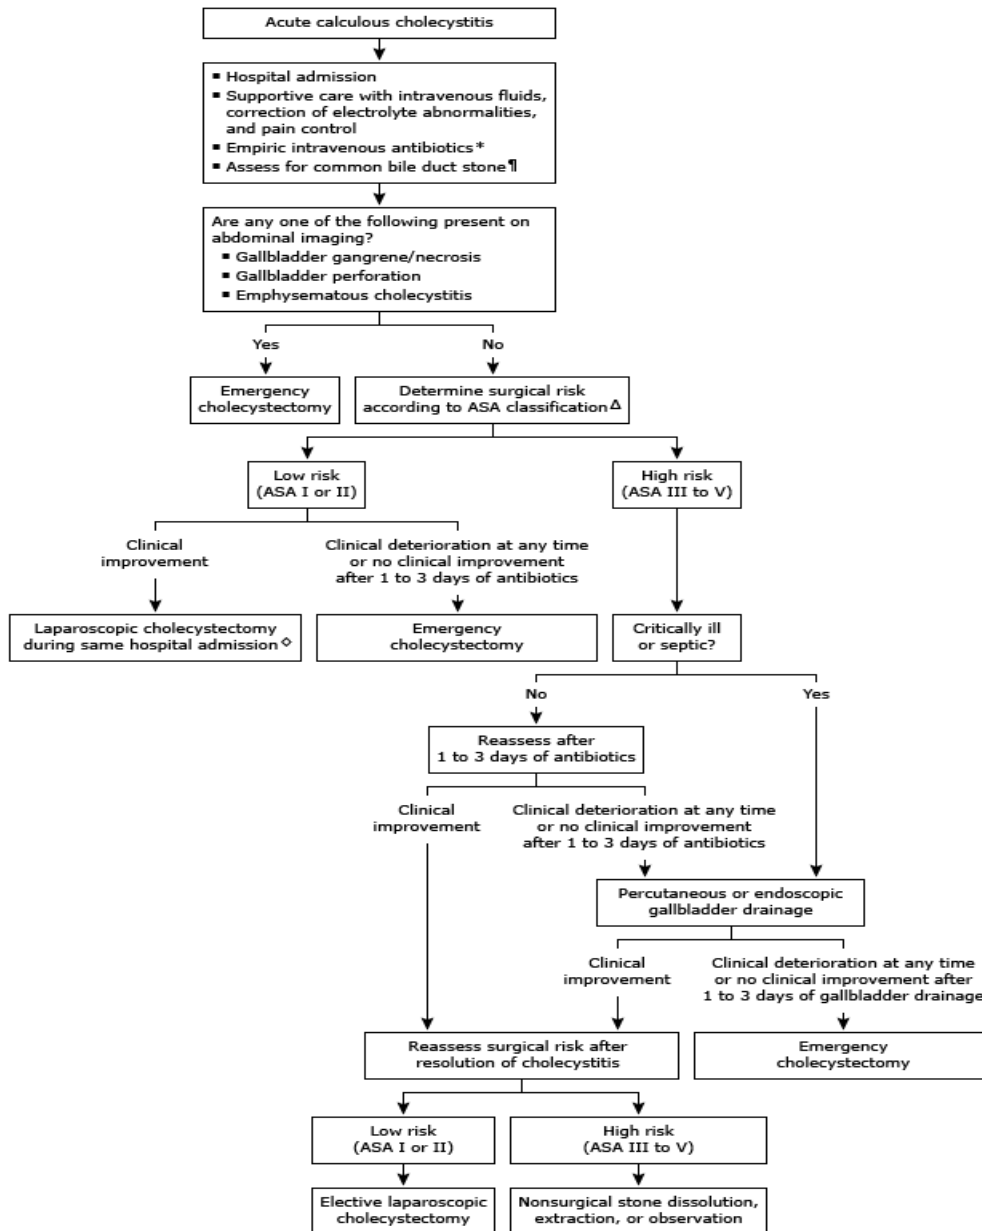 Acute calculous cholecystitis
▪ Hospital admission
▪ Supportive care with intravenous fluids,
correction of electrolyte abnormalities,
and pain control
▪ Empiric intravenous antibiotics*
▪ Assess for common bile duct stone¶
Are any one of the following present on
abdominal imaging?
▪ Gallbladder gangrene/necrosis
▪ Gallbladder perforation
▪ Emphysematous cholecystitis
Yes
No
Emergency
cholecystectomy
Determine surgical risk
according to ASA classificationΔ
Low risk
(ASA I or II)
High risk
(ASA III to V)
Clinical
improvement
Clinical deterioration at any time
or no clinical improvement
after 1 to 3 days of antibiotics
Laparoscopic cholecystectomy
during same hospital admission◇
Emergency
cholecystectomy
Critically ill
or septic?
No
Yes
Reassess after
1 to 3 days of antibiotics
Clinical
improvement
Clinical deterioration at any time
or no clinical improvement
after 1 to 3 days of antibiotics
Percutaneous or endoscopic
gallbladder drainage
Clinical
improvement
Clinical deterioration at any time
or no clinical improvement after
1 to 3 days of gallbladder drainage
Reassess surgical risk after
resolution of cholecystitis
Emergency
cholecystectomy
Low risk
(ASA I or II)
High risk
(ASA III to V)
Elective laparoscopic
cholecystectomy
Nonsurgical stone dissolution,
extraction, or observation